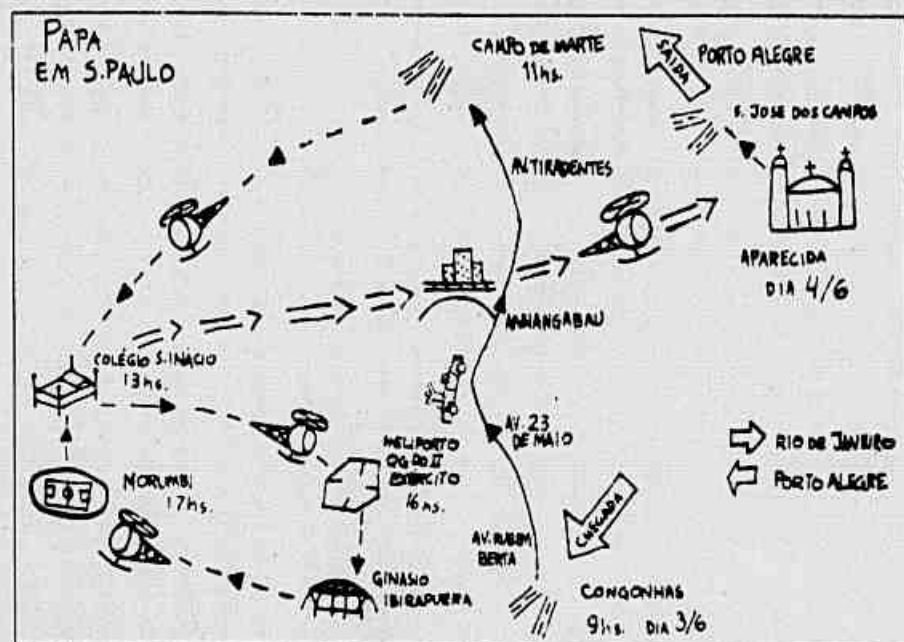 PAPA
EM S.PAULO
CAMPO DE MARTE
11hs.
SAÍDA
PORTO ALEGRE
S. JOSE DOS CAMPOS
AV. TIRADENTES
APARECIDA
DIA 4/6
ANHANGABAU
COLÉGIO S. INÁCIO
13hs.
AV. 23
DE MAIO
HELIPORTO
QG DO II
EXÉRCITO
16hs.
MORUMBI
17hs.
RIO DE JANEIRO
PORTO ALEGRE
CHEGADA
AV. RUBEM
BERTA
GINASIO
IBIRAPUERA
CONGONHAS
9hs. DIA 3/6